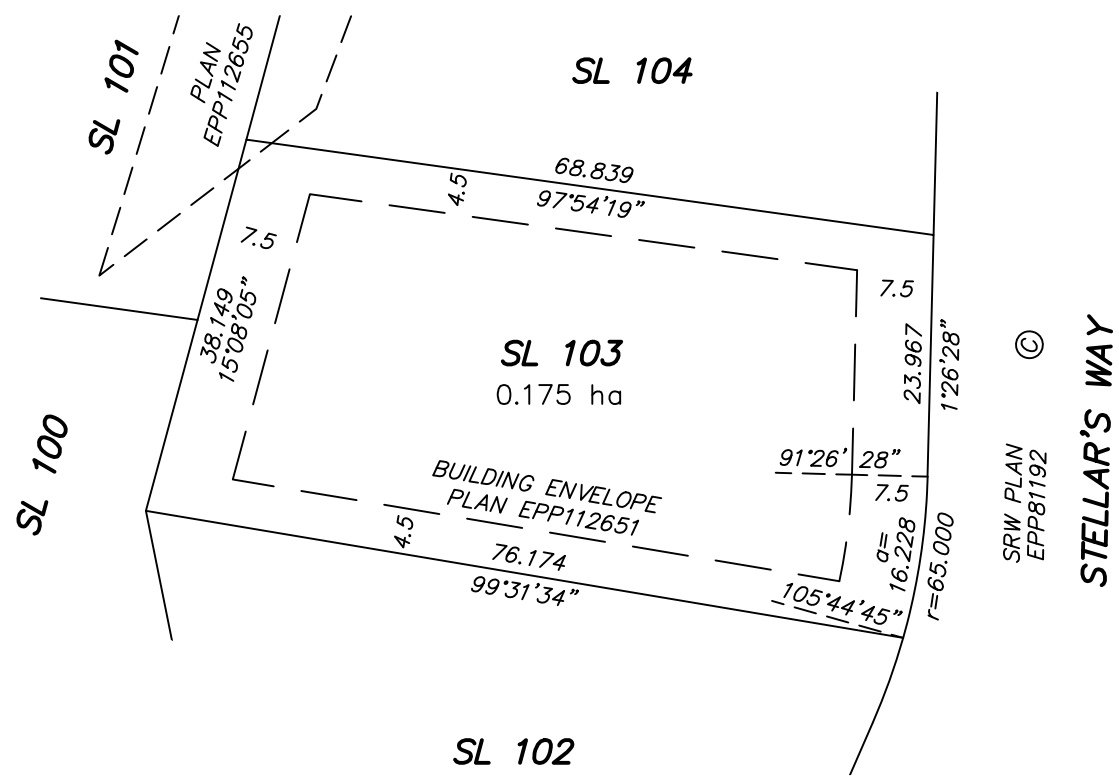 SL 101
PLAN
EPP112655
SL 104
68.839
97°54'19"
4.5
7.5
7.5
38.149
15°08'05"
SL 103
0.175 ha
23.967
1°26'28"
©
STELLAR'S WAY
SRW PLAN
EPP81192
SL 100
91°26'28"
7.5
BUILDING ENVELOPE
PLAN EPP112651
4.5
76.174
99°31'34"
a=
16.228
r=65.000
105°44'45"
SL 102